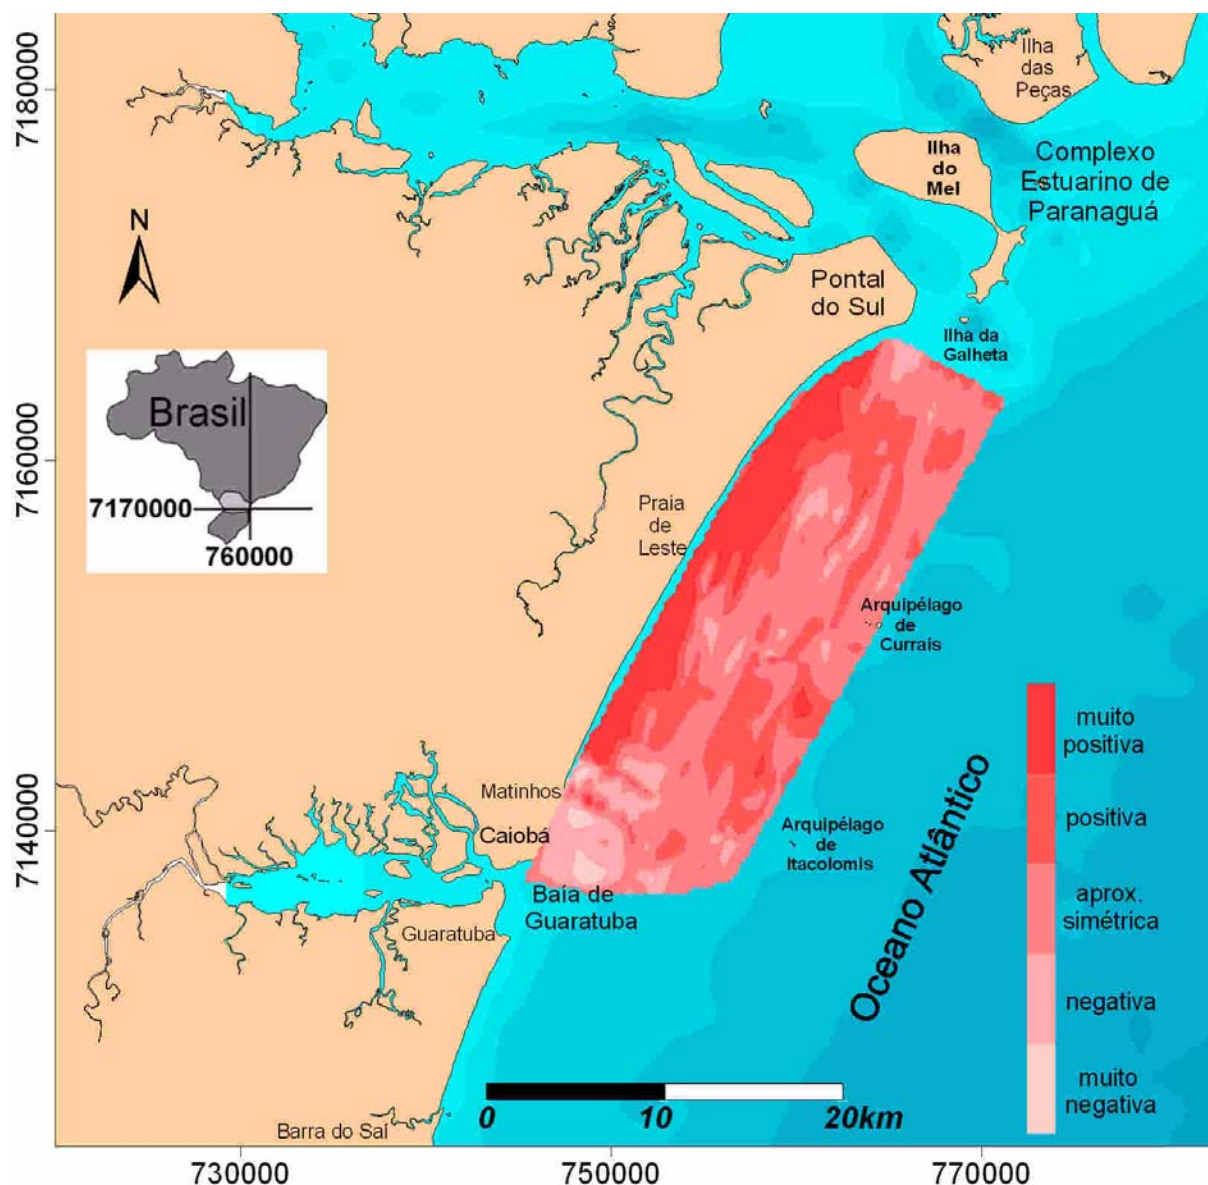 7180000
7160000
7140000
730000
750000
770000
N
Brasil
7170000
760000
Ilha
das
Peças
Ilha
do
Mel
Complexo
Estuarino de
Paranaguá
Pontal
do Sul
Ilha da
Galheta
Praia
de
Leste
Arquipélago
de
Currais
Matinhos
Caiobá
Arquipélago
de
Itacolomis
Baía de
Guaratuba
Guaratuba
Oceano Atlântico
Barra do Saí
0 10 20km
muito
positiva
positiva
aprox.
simétrica
negativa
muito
negativa